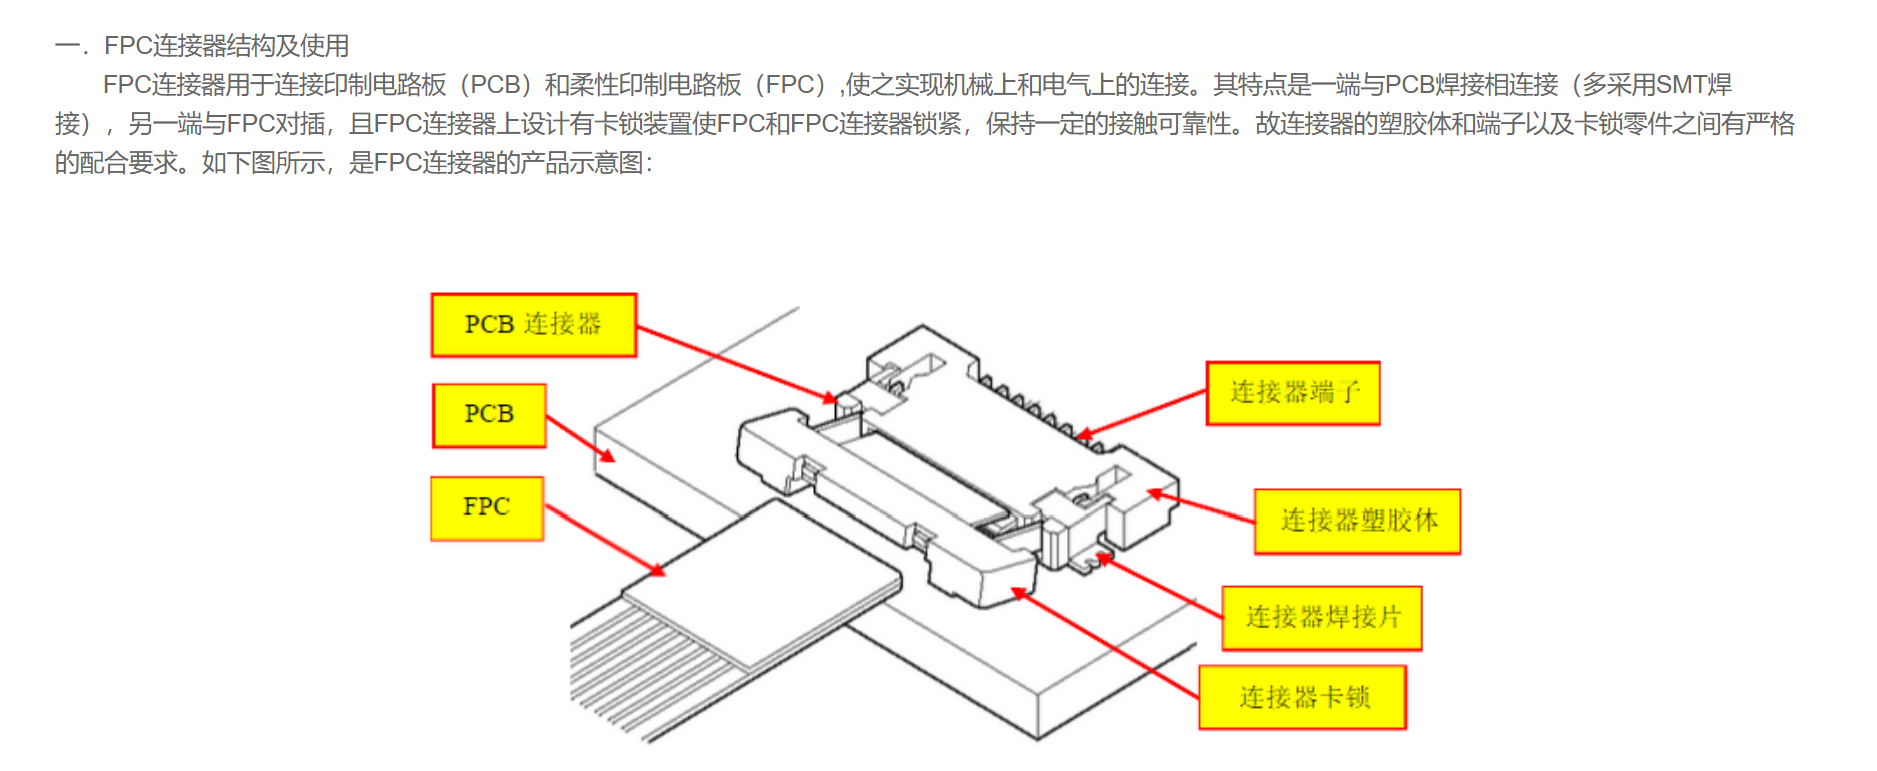 一．FPC连接器结构及使用
FPC连接器用于连接印制电路板（PCB）和柔性印制电路板（FPC）,使之实现机械上和电气上的连接。其特点是一端与PCB焊接相连接（多采用SMT焊
接），另一端与FPC对插，且FPC连接器上设计有卡锁装置使FPC和FPC连接器锁紧，保持一定的接触可靠性。故连接器的塑胶体和端子以及卡锁零件之间有严格
的配合要求。如下图所示，是FPC连接器的产品示意图：
PCB 连接器
PCB
FPC
连接器端子
连接器塑胶体
连接器焊接片
连接器卡锁